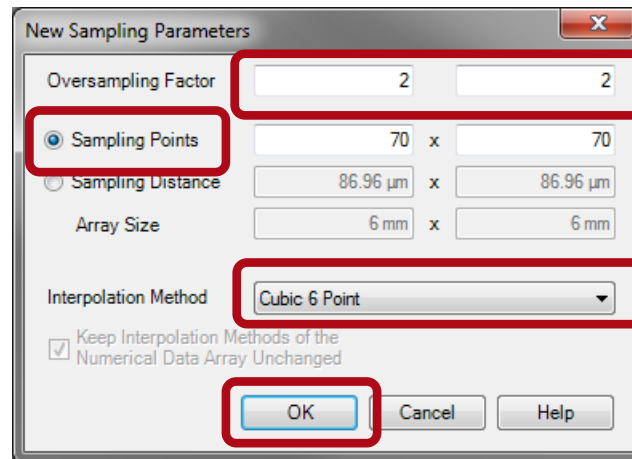 New Sampling Parameters
Oversampling Factor 2 2
Sampling Points 70 x 70
Sampling Distance 86.96 µm x 86.96 µm
Array Size 6 mm x 6 mm
Interpolation Method Cubic 6 Point
Keep Interpolation Methods of the
Numerical Data Array Unchanged
OK Cancel Help